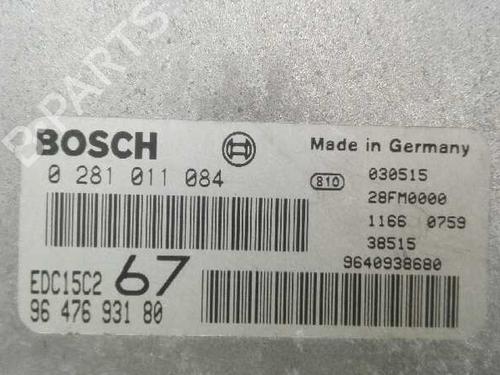 B-PARTS
BOSCH
Made in Germany
0 281 011 084
810
030515
28FM0000
1166 0759
38515
9640938680
EDC15C2 67
96 476 931 80